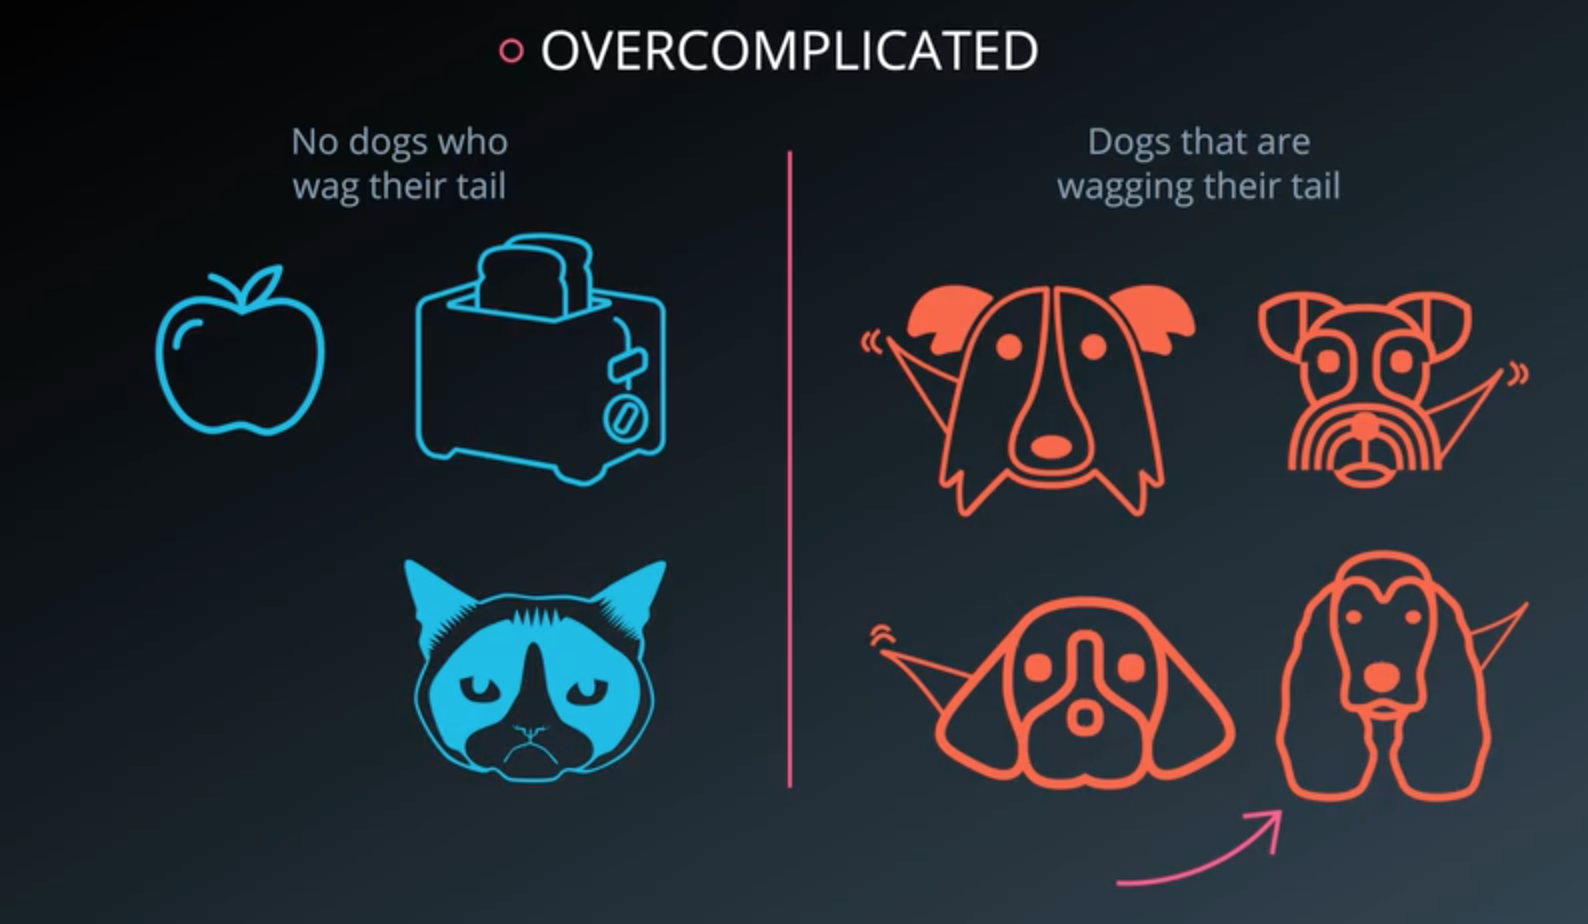 OVERCOMPLICATED
No dogs who
wag their tail
Dogs that are
wagging their tail